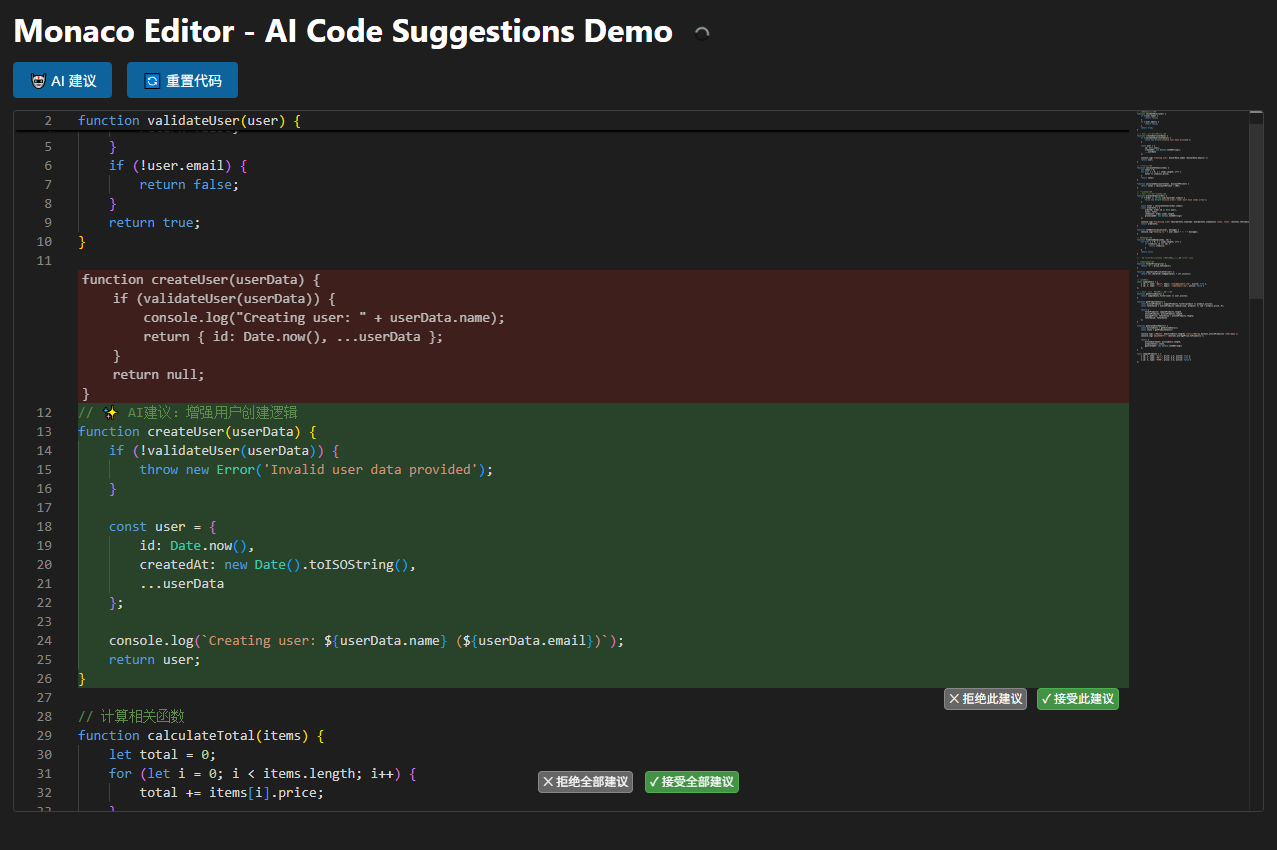 Monaco Editor - AI Code Suggestions Demo
AI 建议
重置代码
2 function validateUser(user) {
5 }
6 if (!user.email) {
7 return false;
8 }
9 return true;
10 }
11
function createUser(userData) {
if (validateUser(userData)) {
console.log("Creating user: " + userData.name);
return { id: Date.now(), ...userData };
}
return null;
}
12 // ✨ AI建议: 增强用户创建逻辑
13 function createUser(userData) {
14 if (!validateUser(userData)) {
15 throw new Error('Invalid user data provided');
16 }
17
18 const user = {
19 id: Date.now(),
20 createdAt: new Date().toISOString(),
21 ...userData
22 };
23
24 console.log(`Creating user: ${userData.name} (${userData.email})`);
25 return user;
26 }
27
✕ 拒绝此建议 ✓ 接受此建议
28 // 计算相关函数
29 function calculateTotal(items) {
30 let total = 0;
31 for (let i = 0; i < items.length; i++) {
✕ 拒绝全部建议 ✓ 接受全部建议
32 total += items[i].price;
33 }